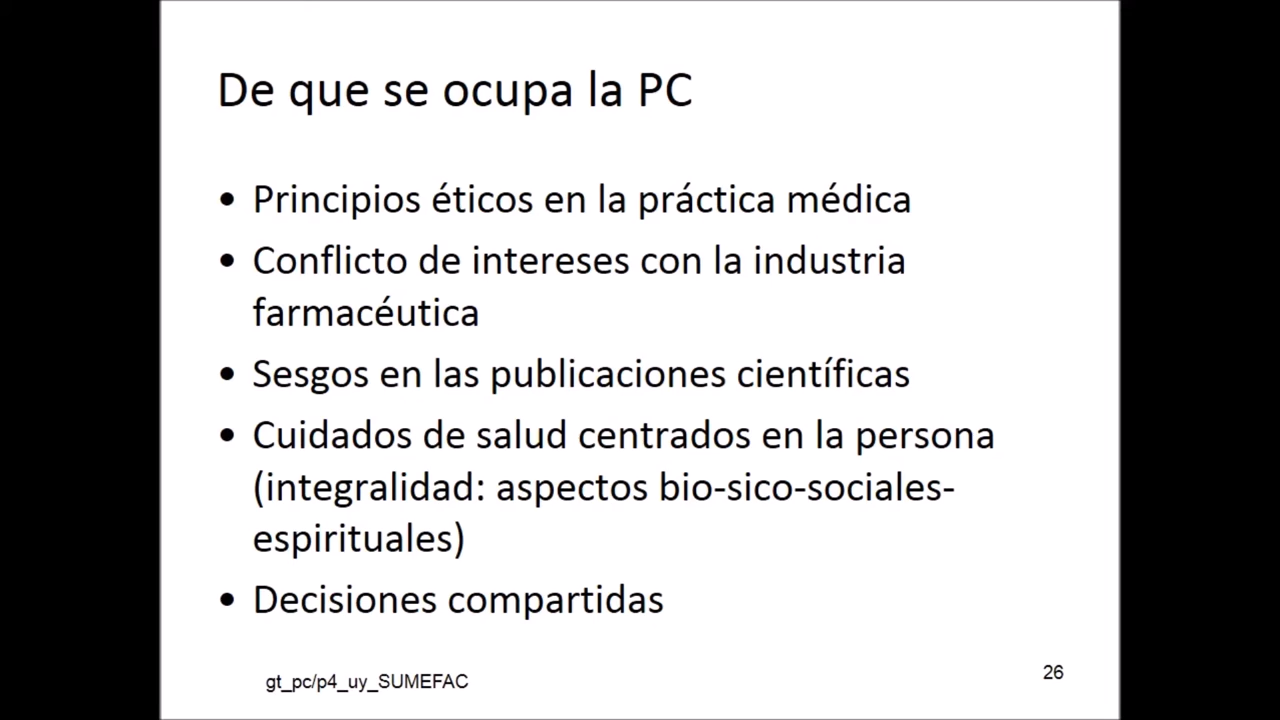 De que se ocupa la PC
• Principios éticos en la práctica médica
• Conflicto de intereses con la industria
farmacéutica
• Sesgos en las publicaciones científicas
• Cuidados de salud centrados en la persona
(integralidad: aspectos bio-sico-sociales-
espirituales)
• Decisiones compartidas
gt_pc/p4_uy_SUMEFAC
26